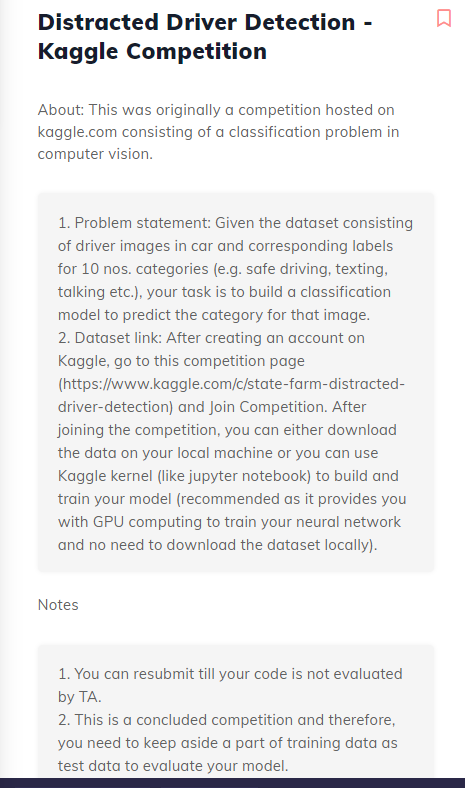 Distracted Driver Detection -
Kaggle Competition
About: This was originally a competition hosted on
kaggle.com consisting of a classification problem in
computer vision.
1. Problem statement: Given the dataset consisting
of driver images in car and corresponding labels
for 10 nos. categories (e.g. safe driving, texting,
talking etc.), your task is to build a classification
model to predict the category for that image.
2. Dataset link: After creating an account on
Kaggle, go to this competition page
(https://www.kaggle.com/c/state-farm-distracted-
driver-detection) and Join Competition. After
joining the competition, you can either download
the data on your local machine or you can use
Kaggle kernel (like jupyter notebook) to build and
train your model (recommended as it provides you
with GPU computing to train your neural network
and no need to download the dataset locally).
Notes
1. You can resubmit till your code is not evaluated
by TA.
2. This is a concluded competition and therefore,
you need to keep aside a part of training data as
test data to evaluate your model.